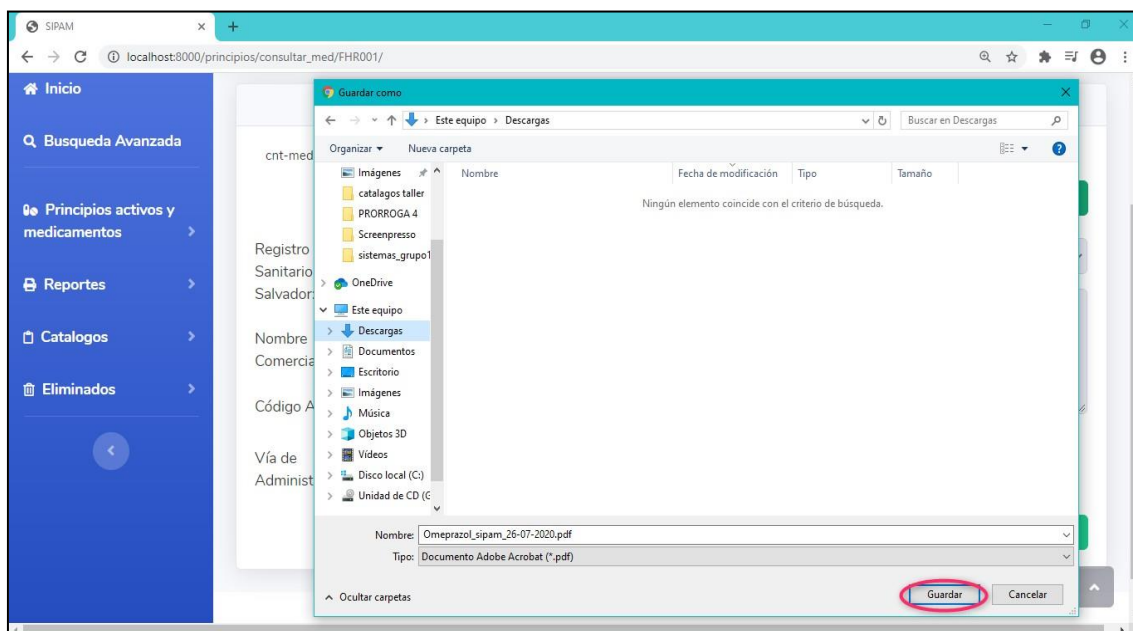 SIPAM
localhost:8000/principios/consultar_med/FHR001/
Inicio
Busqueda Avanzada
Principios activos y
medicamentos
Reportes
Catalogos
Eliminados
cnt-med
Registro
Sanitario
Salvador:
Nombre
Comercia
Código A
Vía de
Administ
Guardar como
Este equipo > Descargas
Buscar en Descargas
Organizar
Nueva carpeta
Nombre
Fecha de modificación
Tipo
Tamaño
Ningún elemento coincide con el criterio de búsqueda.
Imágenes
catalagos taller
PRORROGA 4
Screenpresso
sistemas_grupo1
OneDrive
Este equipo
Descargas
Documentos
Escritorio
Imágenes
Música
Objetos 3D
Vídeos
Disco local (C:)
Unidad de CD (G
Nombre: Omeprazol_sipam_26-07-2020.pdf
Tipo: Documento Adobe Acrobat (*.pdf)
Ocultar carpetas
Guardar
Cancelar